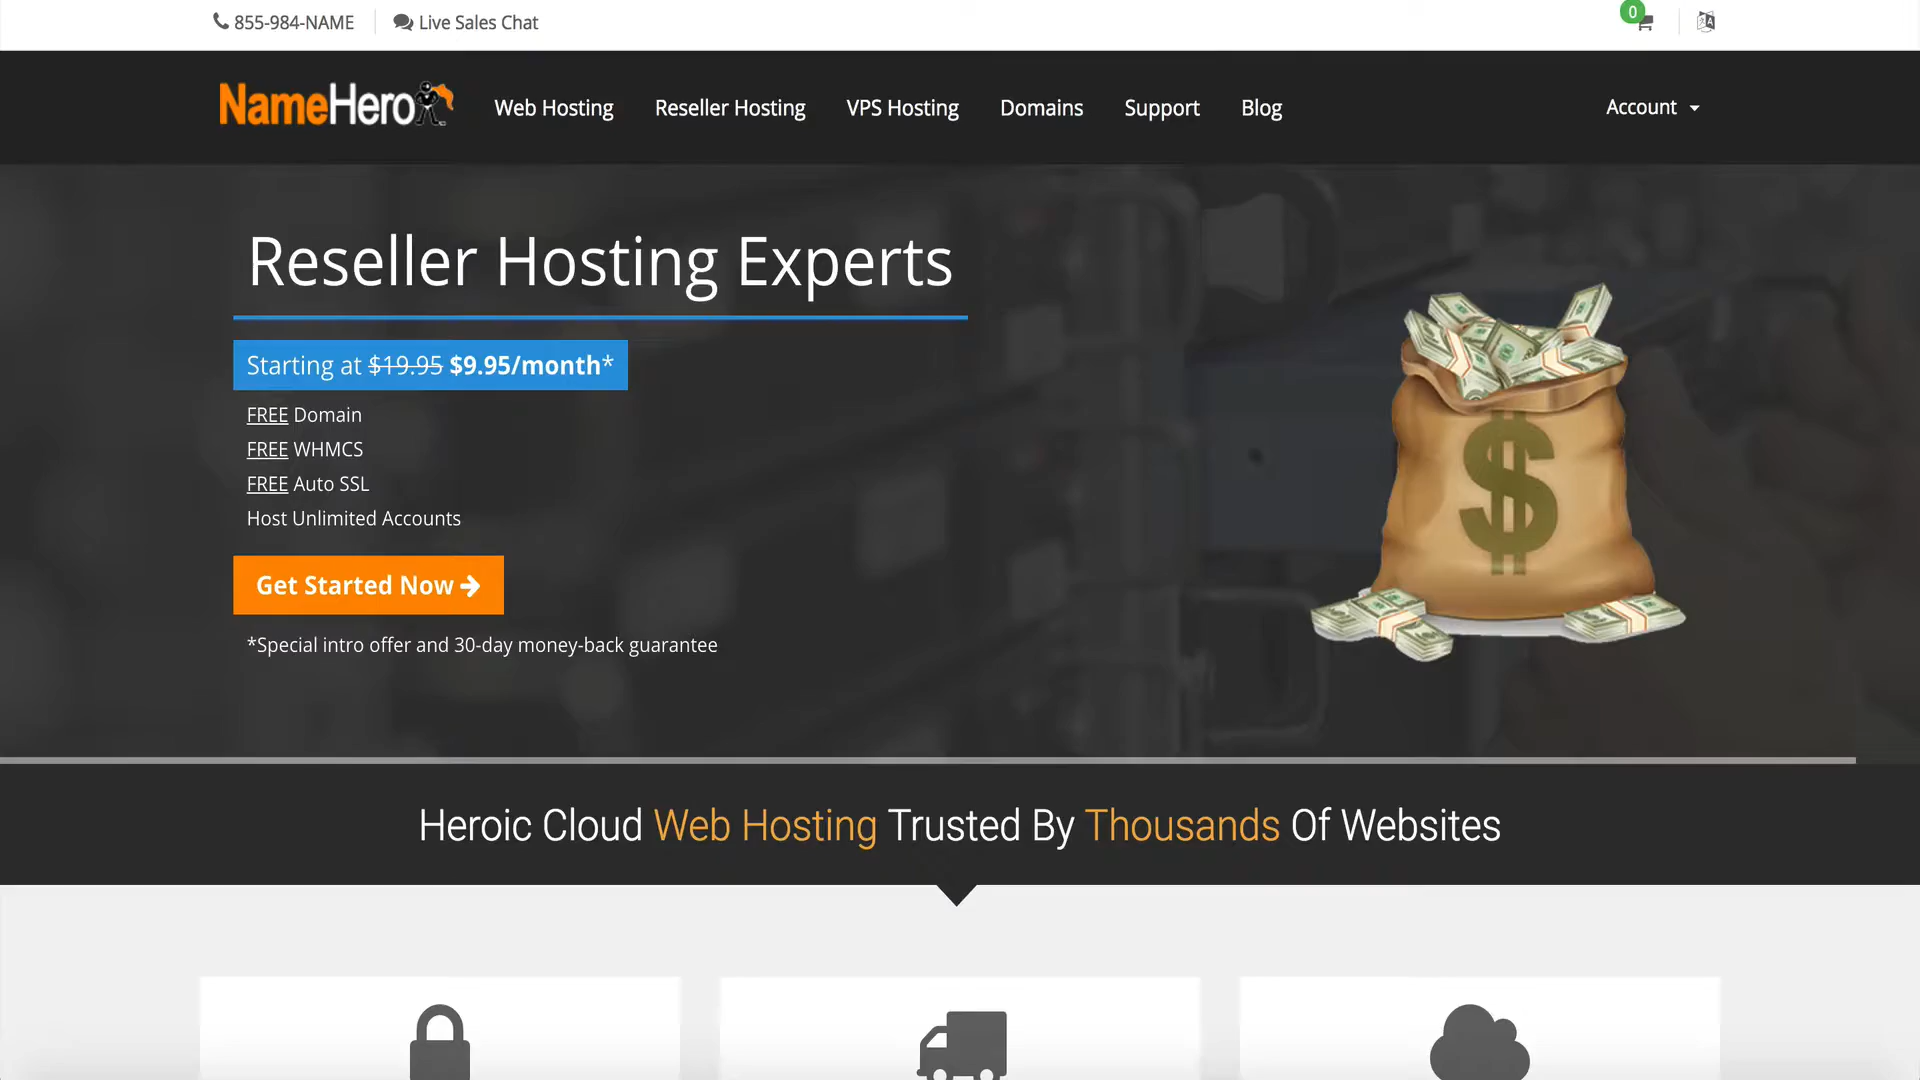 855-984-NAME
Live Sales Chat
0
NameHero
Web Hosting
Reseller Hosting
VPS Hosting
Domains
Support
Blog
Account
Reseller Hosting Experts
Starting at $19.95 $9.95/month*
FREE Domain
FREE WHMCS
FREE Auto SSL
Host Unlimited Accounts
Get Started Now
*Special intro offer and 30-day money-back guarantee
$
Heroic Cloud Web Hosting Trusted By Thousands Of Websites